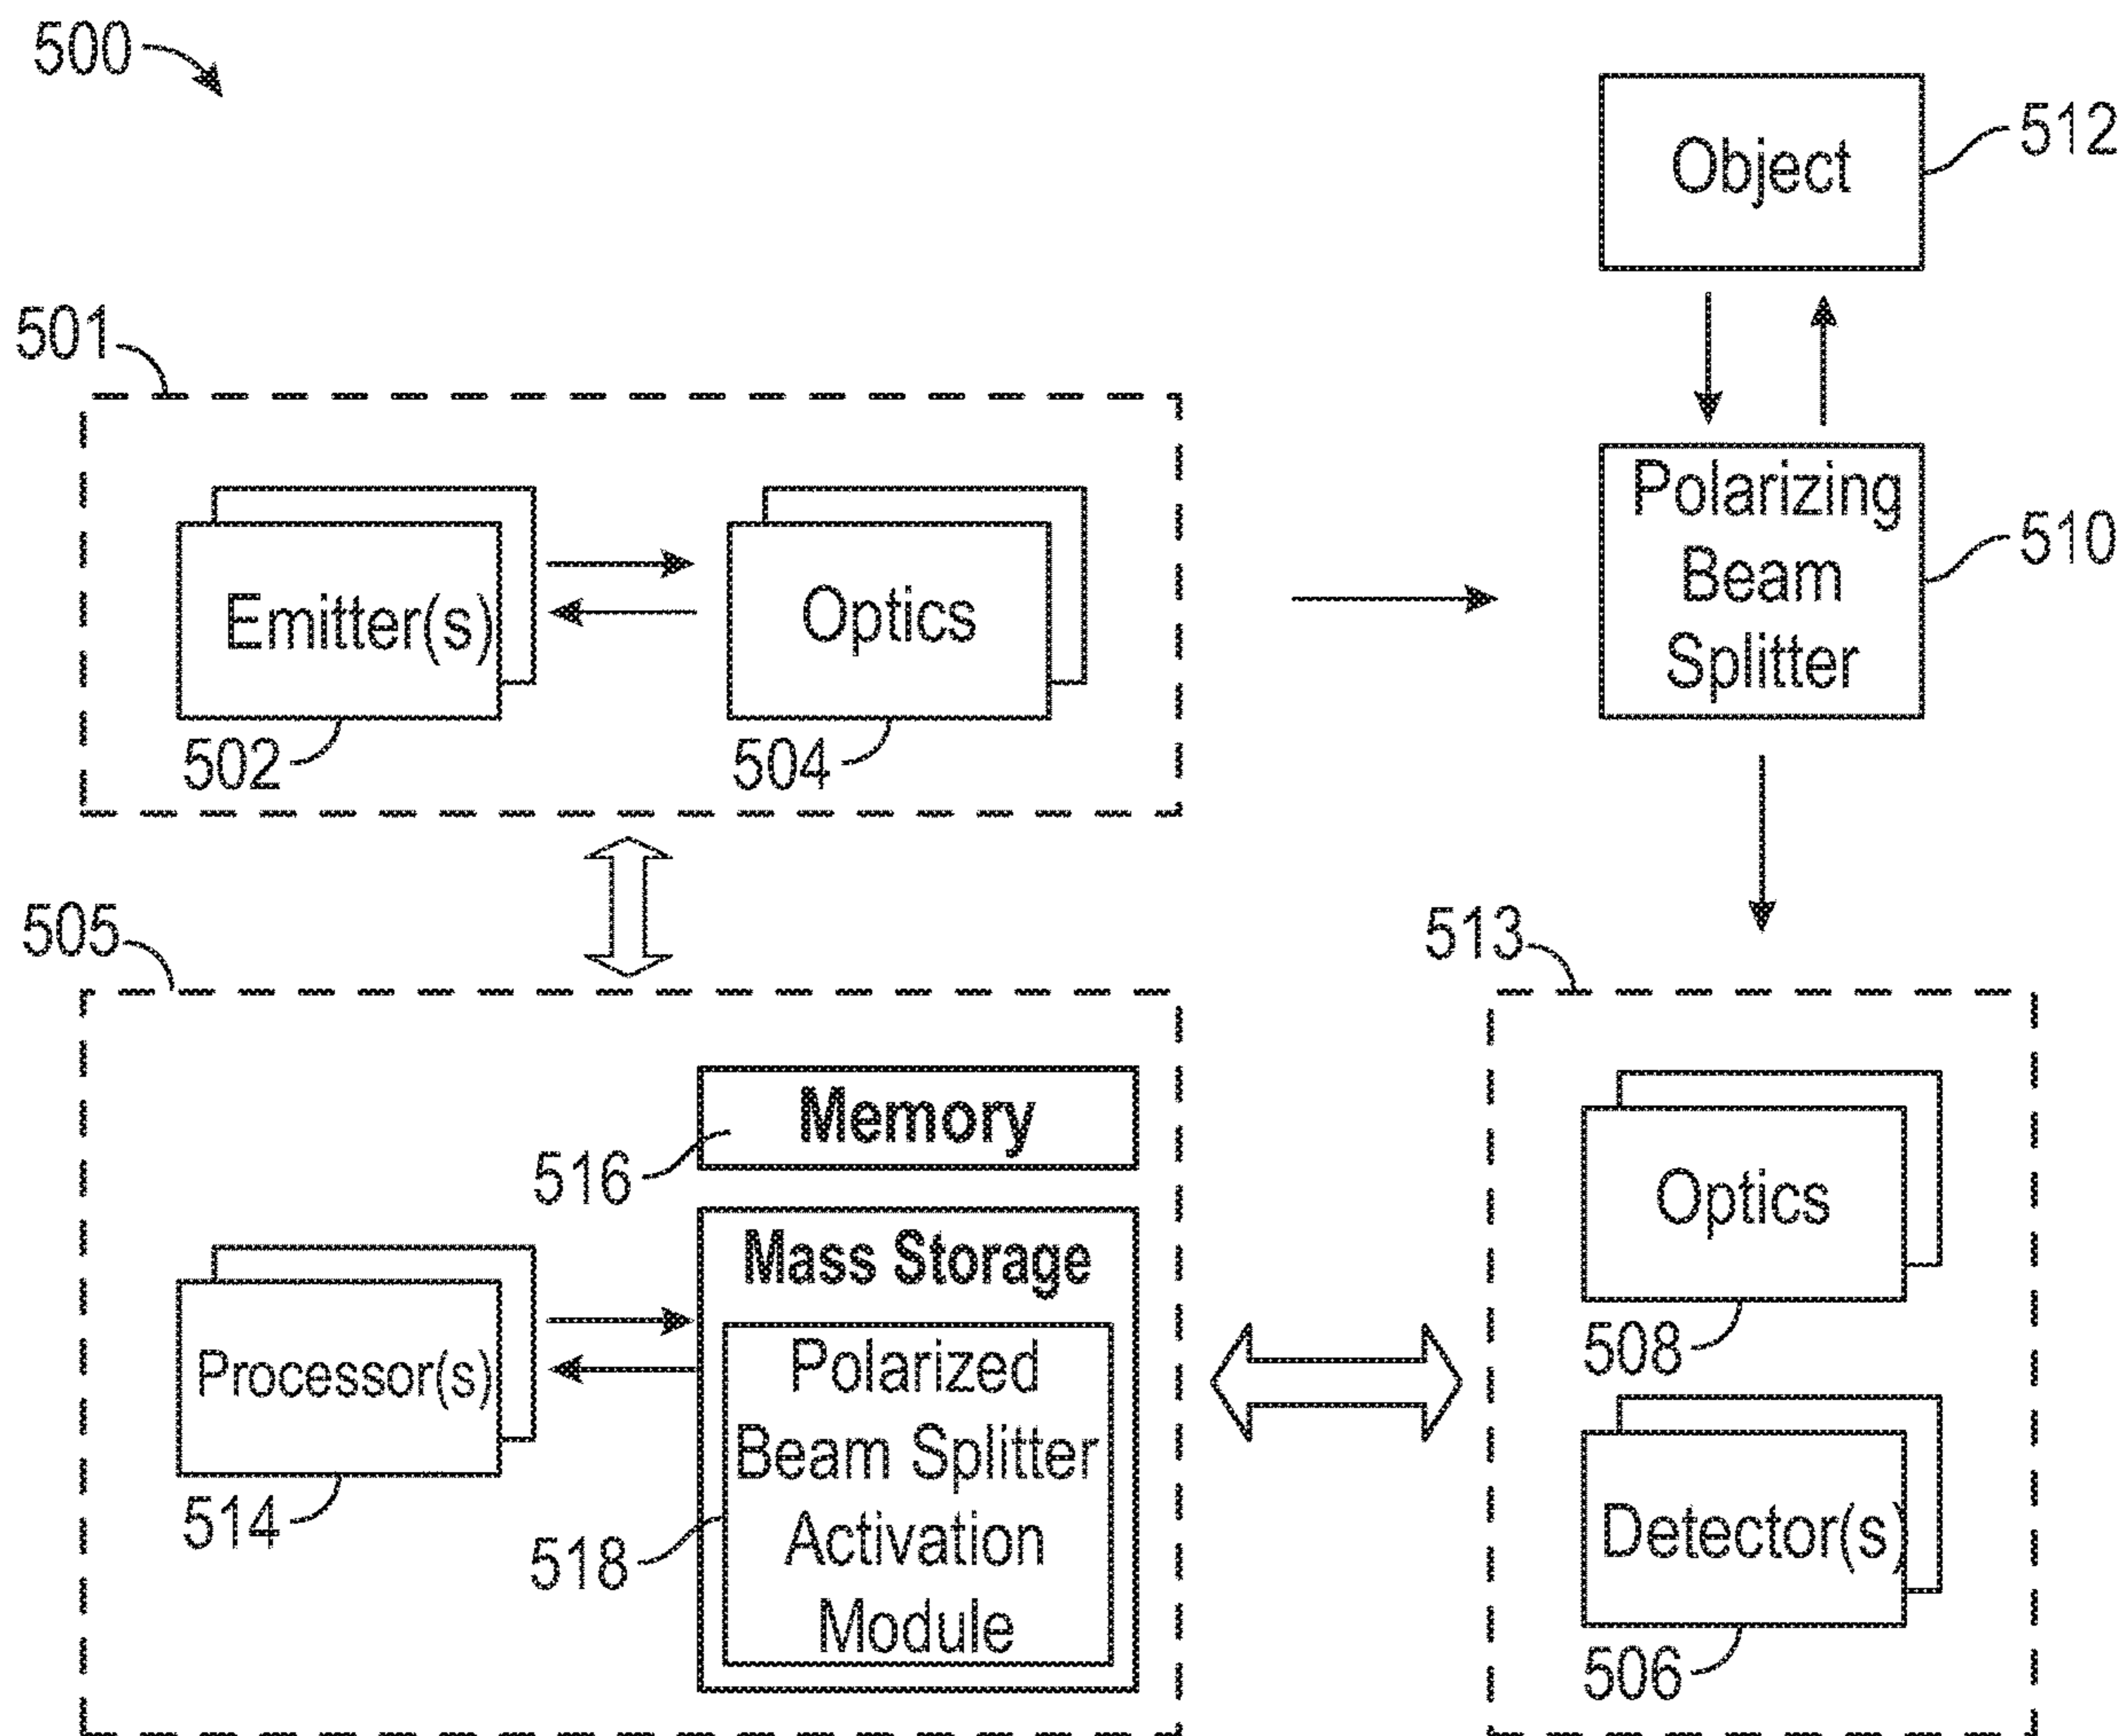 500
Object
512
501
Emitter(s)
Optics
502
504
Polarizing
Beam
Splitter
510
505
513
Memory
516
Mass Storage
Processor(s)
514
Polarized
Beam Splitter
Activation
Module
518
Optics
508
Detector(s)
506